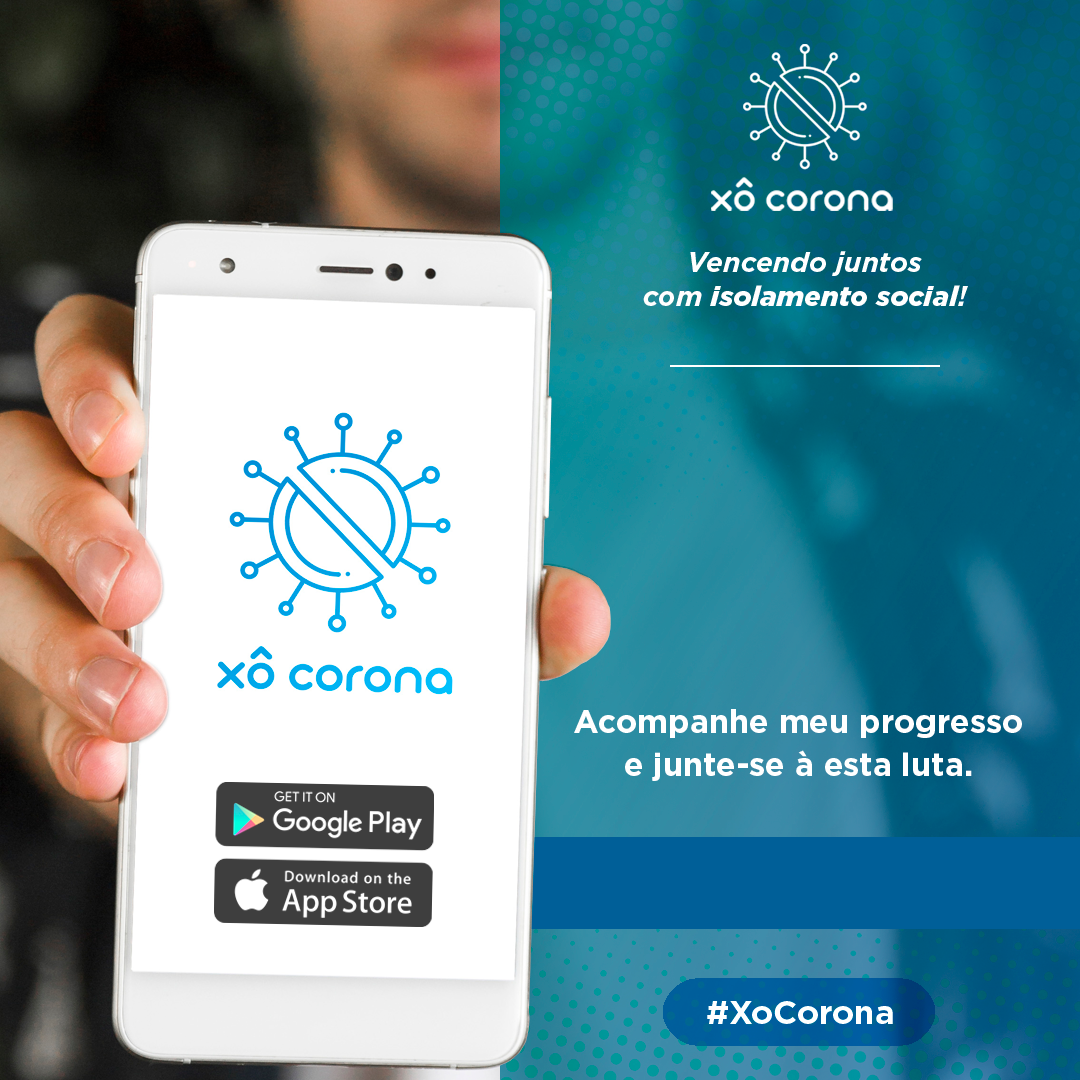 xô corona
Vencendo juntos
com isolamento social!
xô corona
GET IT ON
Google Play
Download on the
App Store
Acompanhe meu progresso
e junte-se à esta luta.
#XoCorona